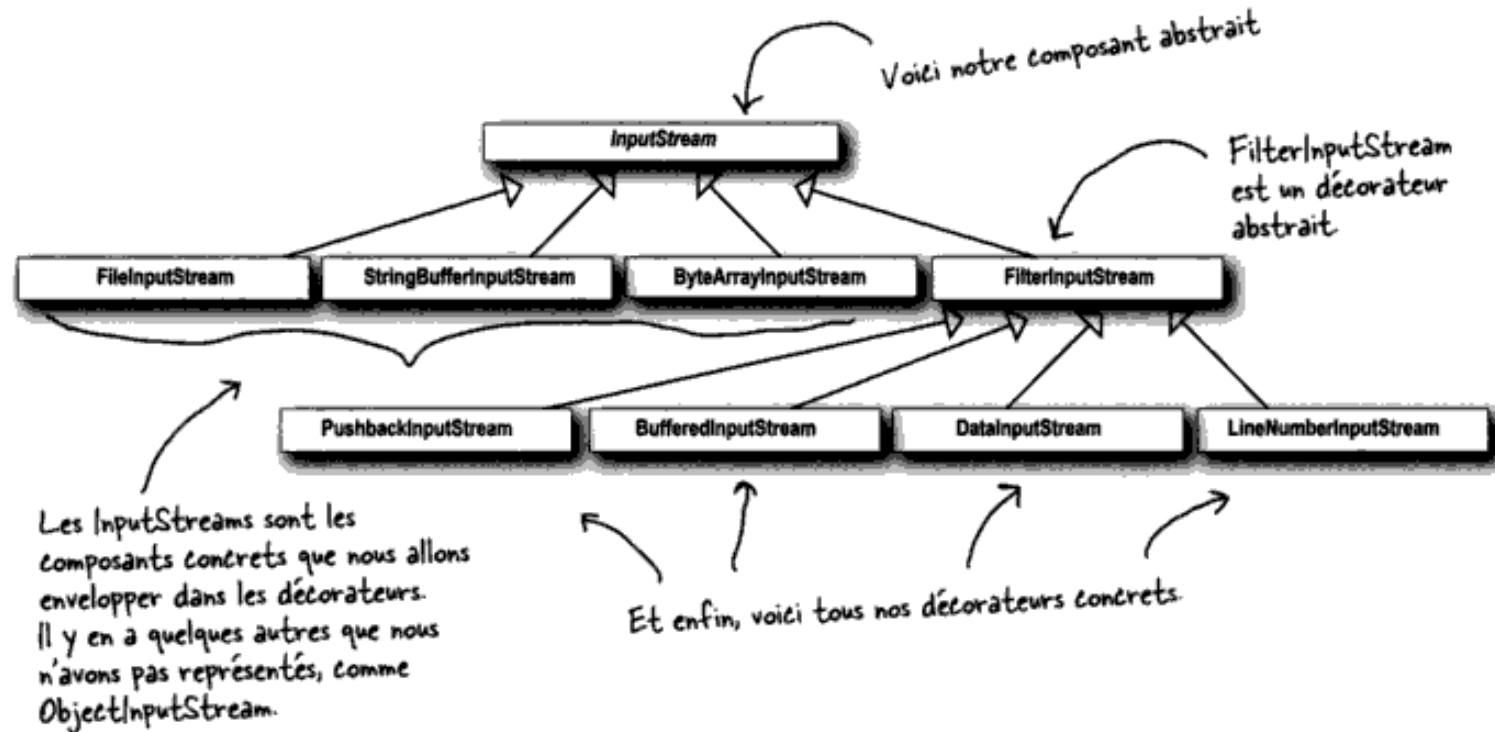 Voici notre composant abstrait
InputStream
FilterInputStream
est un décorateur
abstrait.
FileInputStream
StringBufferInputStream
ByteArrayInputStream
FilterInputStream
PushbackInputStream
BufferedInputStream
DataInputStream
LineNumberInputStream
Les InputStreams sont les
composants concrets que nous allons
envelopper dans les décorateurs.
Il y en a quelques autres que nous
n'avons pas représentés, comme
ObjectInputStream.
Et enfin, voici tous nos décorateurs concrets.